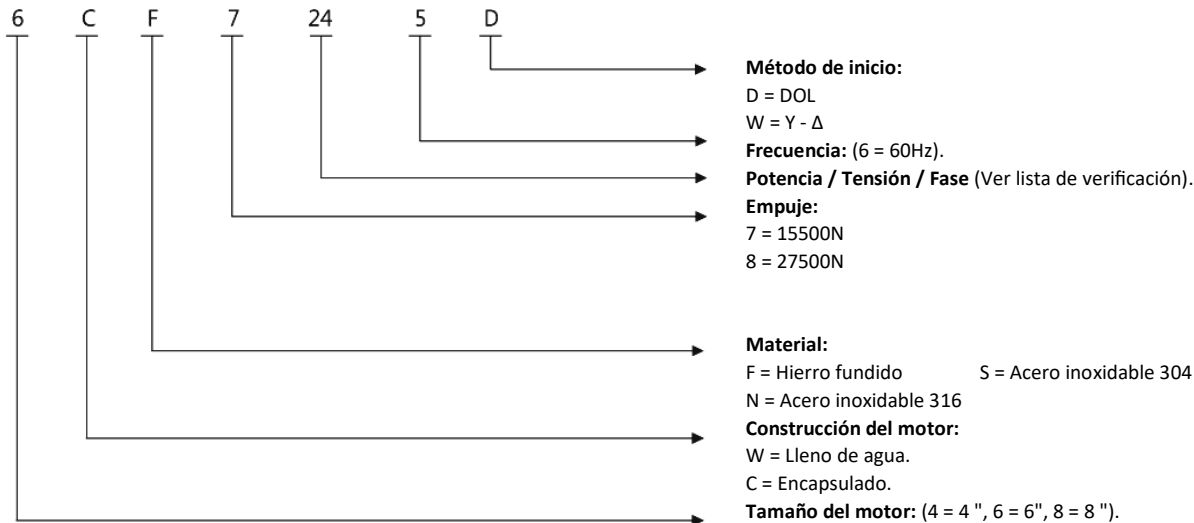 6 C F 7 24 5 D
Método de inicio:
D = DOL
W = Y - Δ
Frecuencia: (6 = 60Hz).
Potencia / Tensión / Fase (Ver lista de verificación).
Empuje:
7 = 15500N
8 = 27500N
Material:
F = Hierro fundido S = Acero inoxidable 304
N = Acero inoxidable 316
Construcción del motor:
W = Lleno de agua.
C = Encapsulado.
Tamaño del motor: (4 = 4 ", 6 = 6", 8 = 8 ").